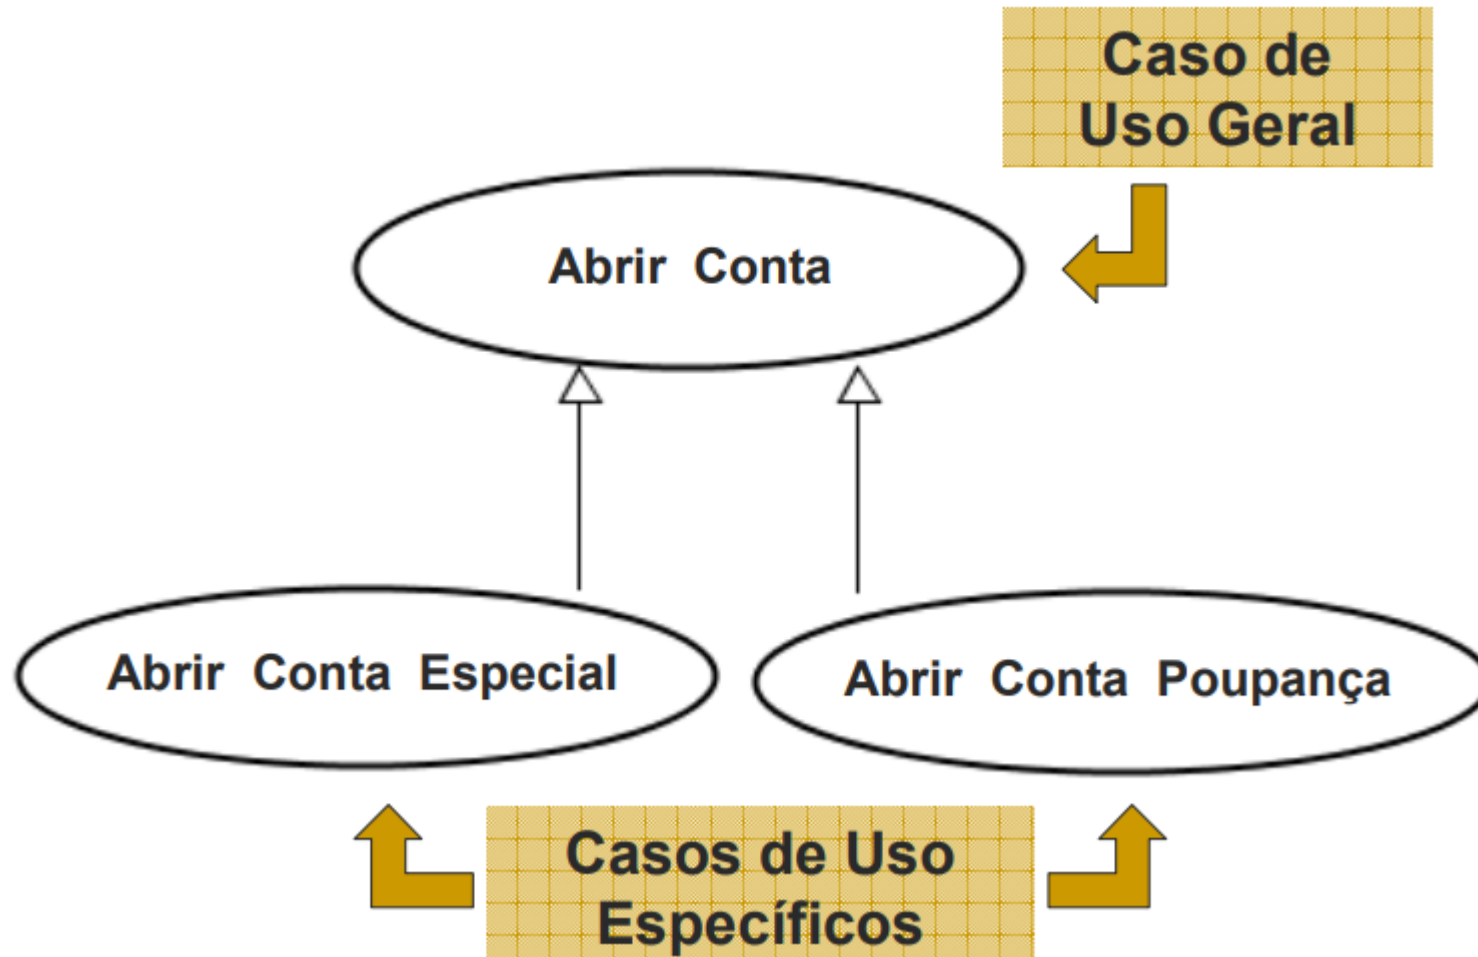 Caso de
Uso Geral
Abrir Conta
Abrir Conta Especial
Abrir Conta Poupança
Casos de Uso
Específicos